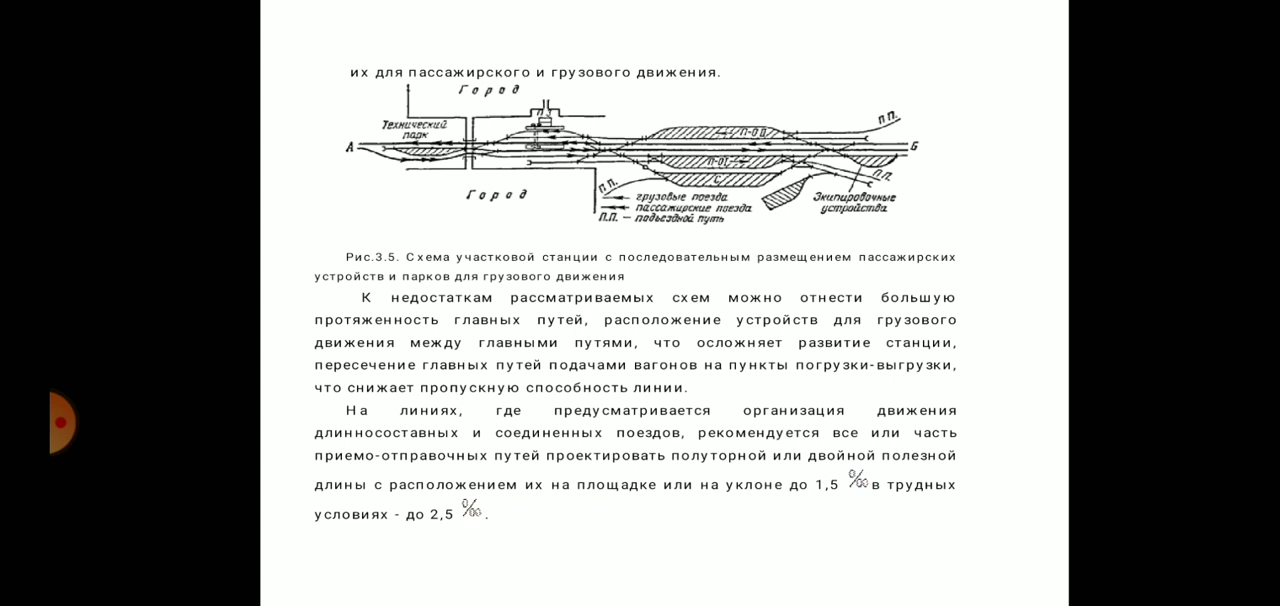 их для пассажирского и грузового движения.
Город
П.З.
Технический
парк
П.П.
П-ОII
А
Б
П-ОI
П.П.
С
П.П.
Город
грузовые поезда
пассажирские поезда
П.П. — подъездной путь
Экипировочные
устройства
Рис.3.5. Схема участковой станции с последовательным размещением пассажирских
устройств и парков для грузового движения
К недостаткам рассматриваемых схем можно отнести большую
протяженность главных путей, расположение устройств для грузового
движения между главными путями, что осложняет развитие станции,
пересечение главных путей подачами вагонов на пункты погрузки-выгрузки,
что снижает пропускную способность линии.
На линиях, где предусматривается организация движения
длинносоставных и соединенных поездов, рекомендуется все или часть
приемо-отправочных путей проектировать полуторной или двойной полезной
длины с расположением их на площадке или на уклоне до 1,5 ‰ в трудных
условиях - до 2,5 ‰.